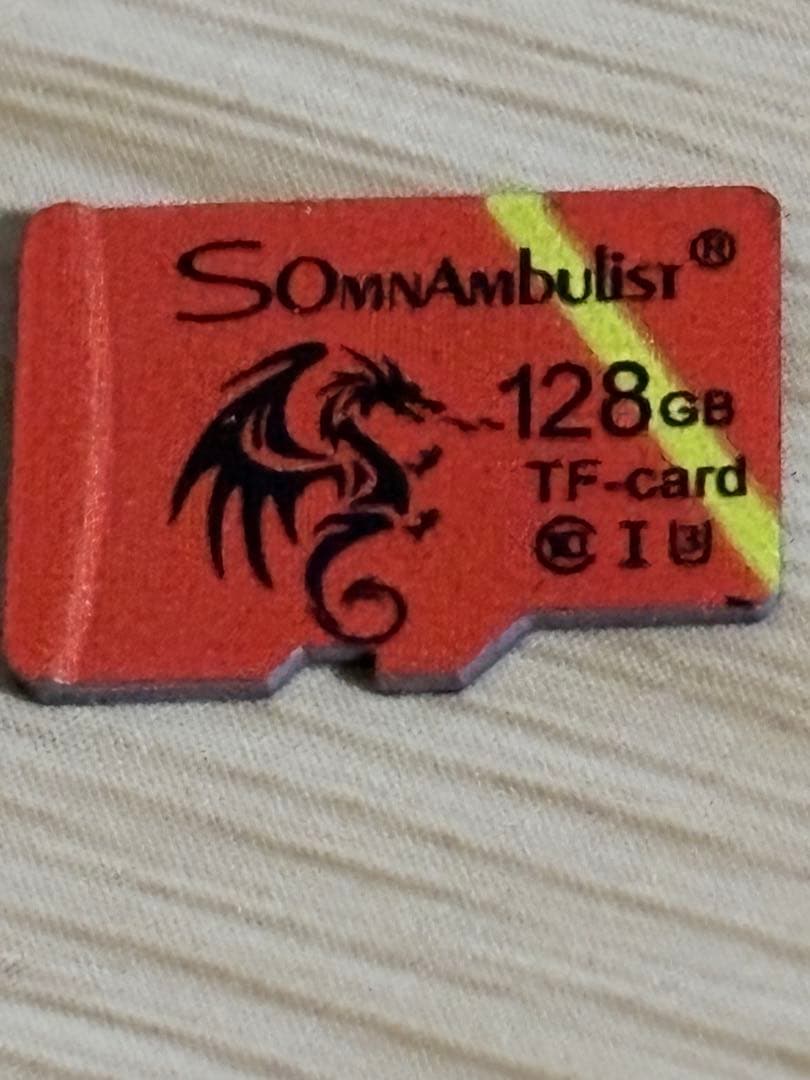 SOMNAMbulisT®
128GB
TF-card
10 I U3